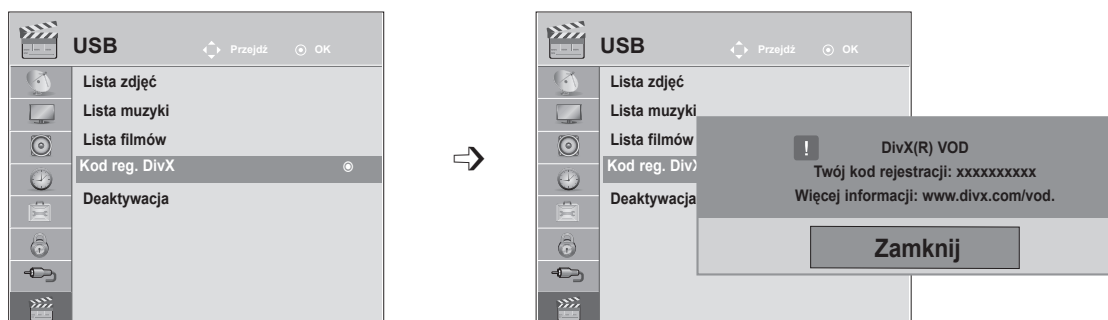 USB Przejdź OK
Lista zdjęć
Lista muzyki
Lista filmów
Kod reg. DivX
Deaktywacja
USB Przejdź OK
Lista zdjęć
Lista muzyki
Lista filmów
Kod reg. DivX
Deaktywacja
! DivX(R) VOD
Twój kod rejestracji: xxxxxxxxxx
Więcej informacji: www.divx.com/vod.
Zamknij